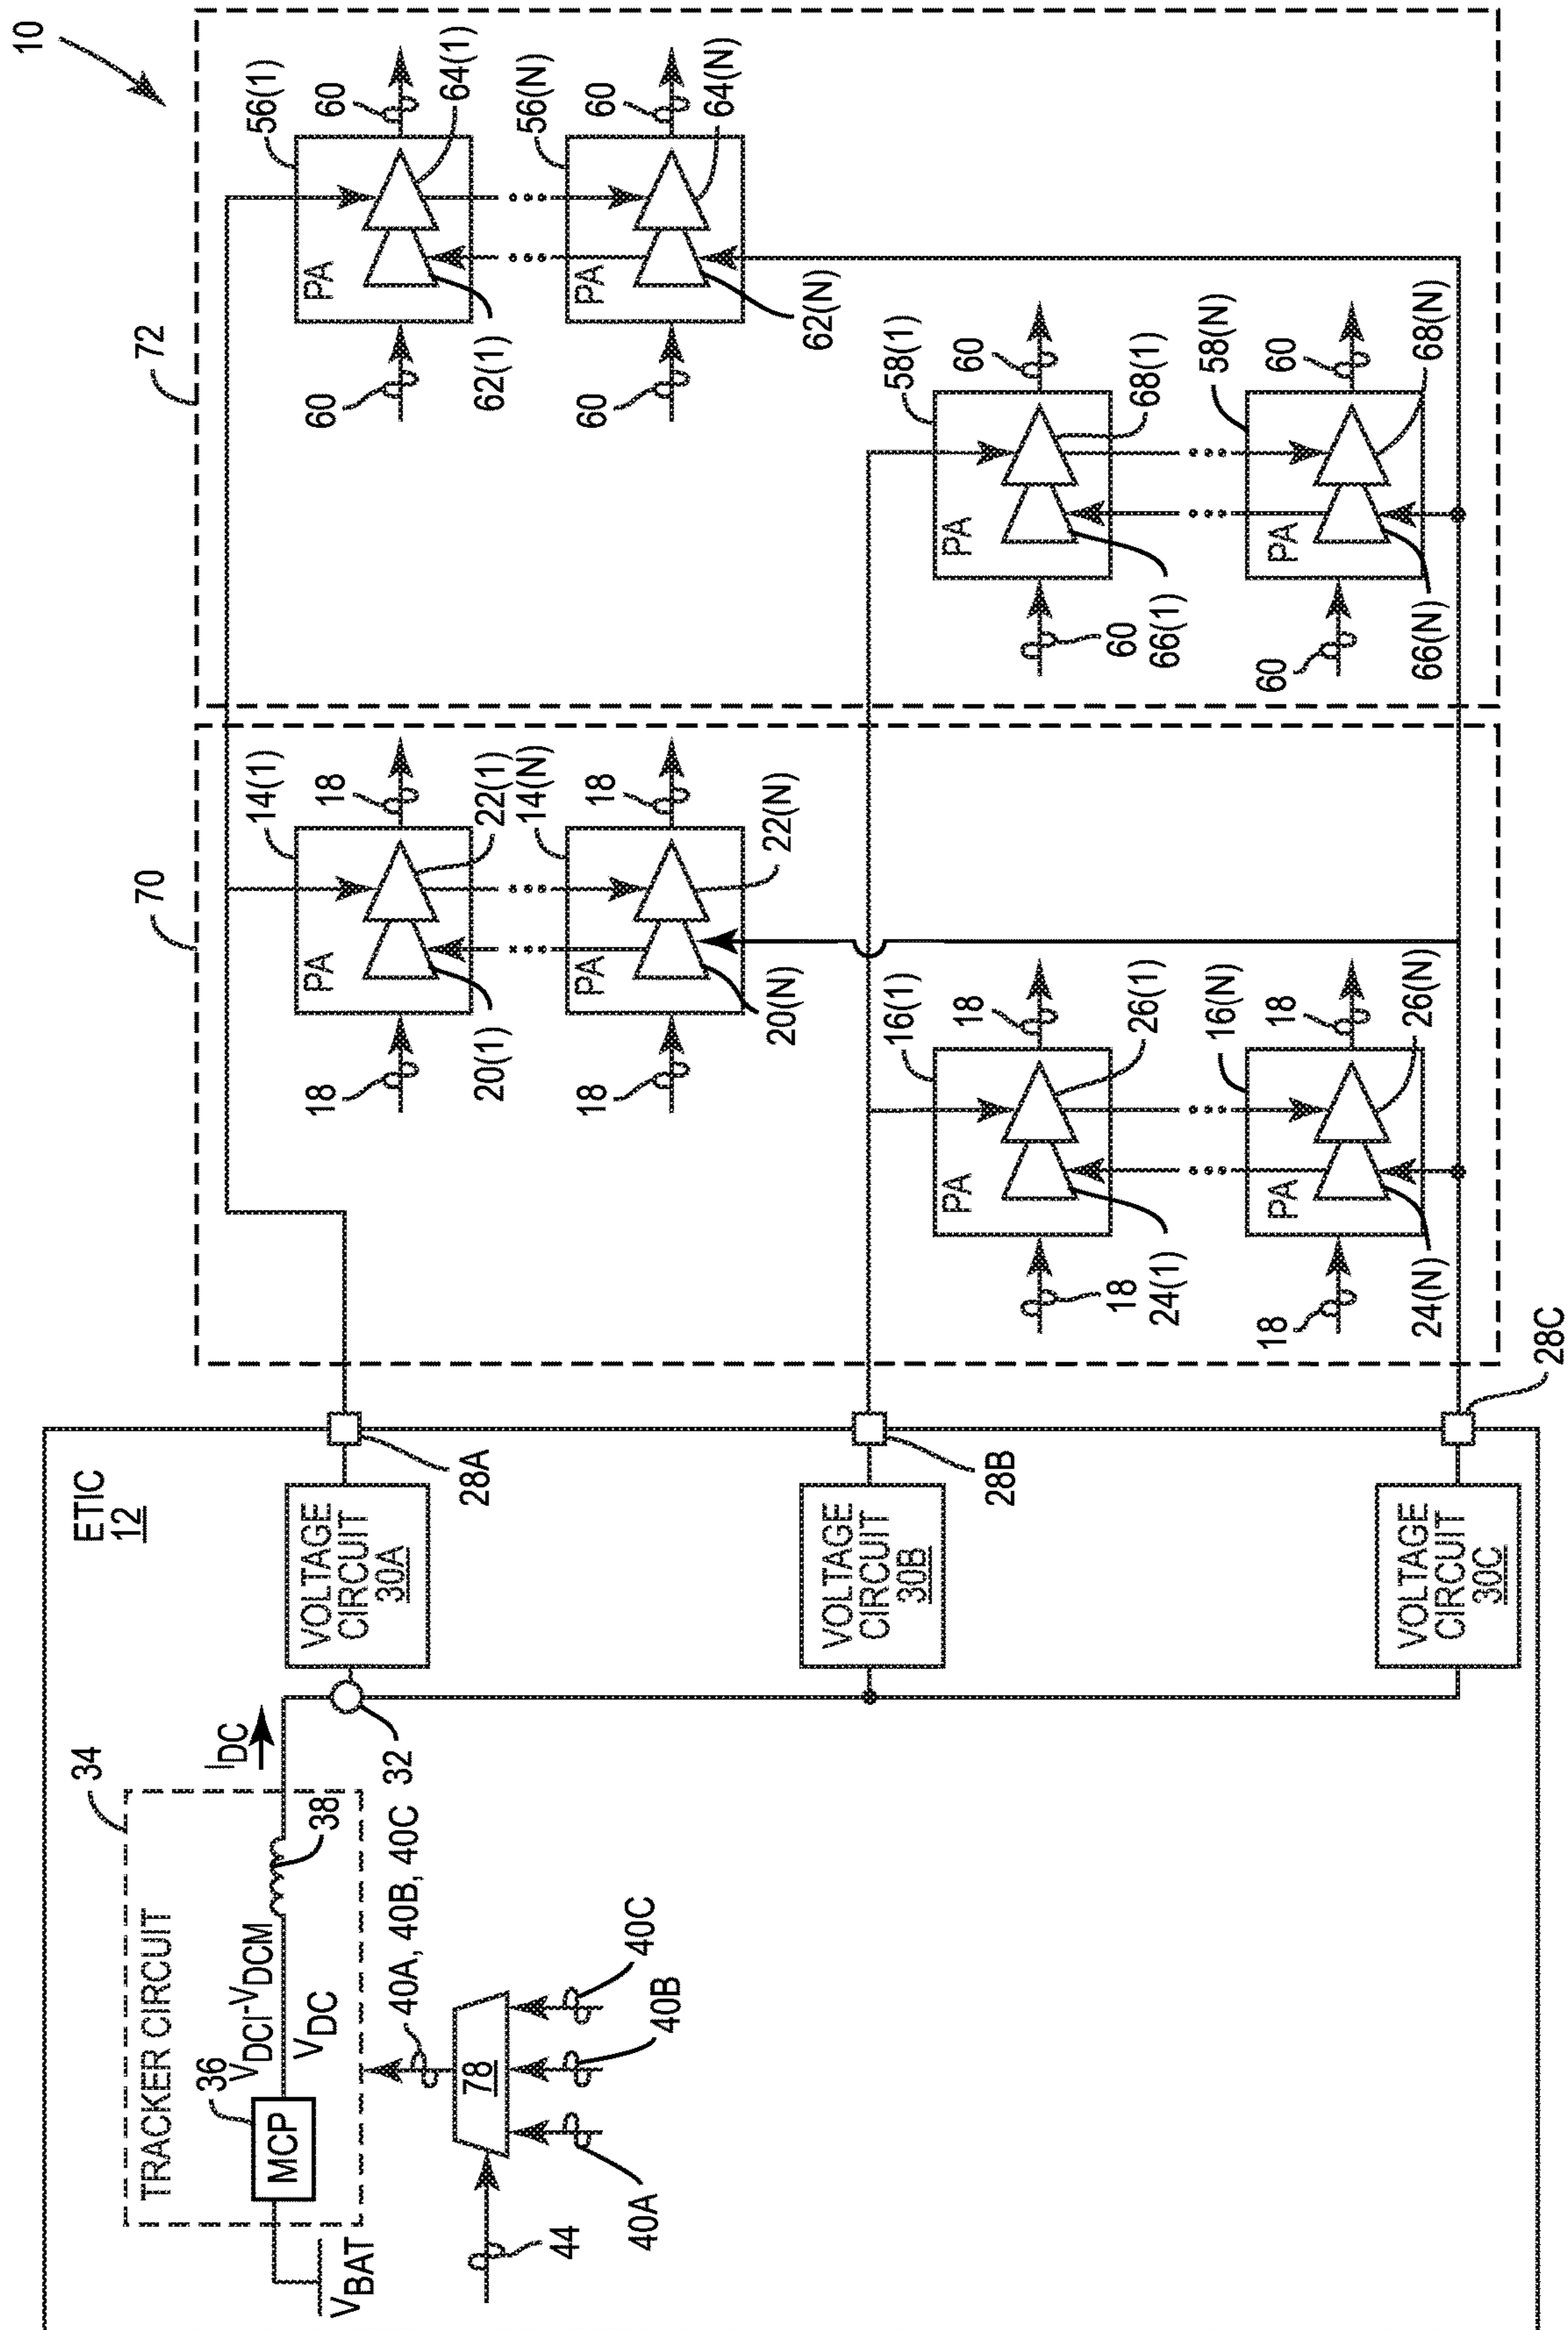 10
ETIC
12
34
TRACKER CIRCUIT
36
MCP
VDCI-VDCM
VDC
38
IDC
VBAT
44
78
40A, 40B, 40C
40A
40B
40C
32
VOLTAGE
CIRCUIT
30A
28A
VOLTAGE
CIRCUIT
30B
28B
VOLTAGE
CIRCUIT
30C
28C
70
14(1)
PA
18
18
20(1)
22(1)
14(N)
PA
18
18
20(N)
22(N)
16(1)
PA
18
18
24(1)
26(1)
16(N)
PA
18
18
24(N)
26(N)
72
56(1)
PA
60
60
62(1)
64(1)
56(N)
PA
60
60
62(N)
64(N)
58(1)
PA
60
60
66(1)
68(1)
58(N)
PA
60
60
66(N)
68(N)